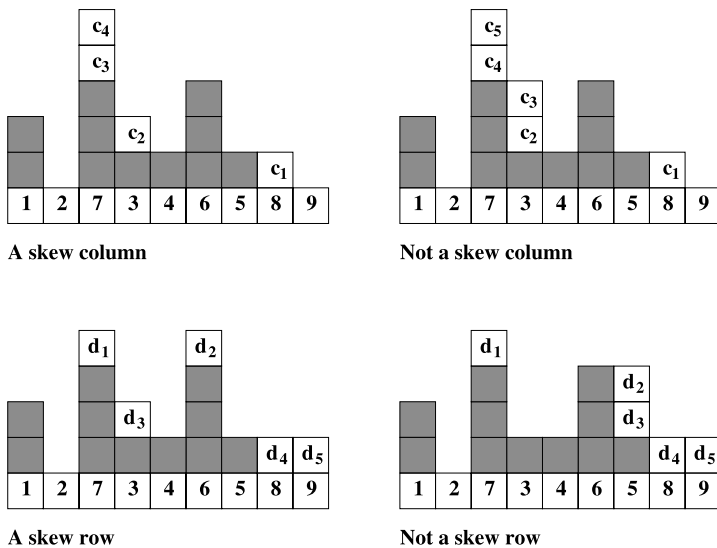 c4
c3
c2
c1
1 2 7 3 4 6 5 8 9
A skew column
c5
c4
c3
c2
c1
1 2 7 3 4 6 5 8 9
Not a skew column
d1 d2
d3
d4 d5
1 2 7 3 4 6 5 8 9
A skew row
d1
d2
d3
d4 d5
1 2 7 3 4 6 5 8 9
Not a skew row